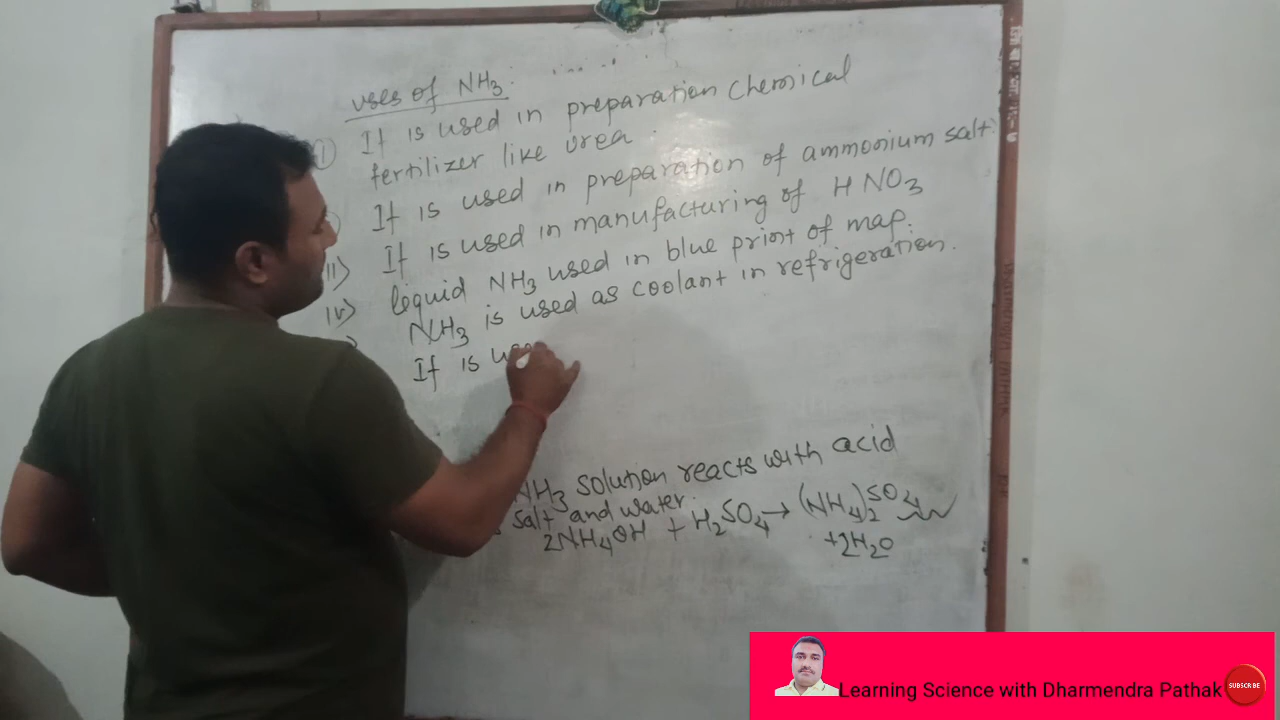 uses of NH3:
I
It is used in preparation chemical
fertilizer like urea.
It is used in preparation of ammonium salt.
II) It is used in manufacturing of HNO3
IV) liquid NH3 used in blue print of map.
) NH3 is used as coolant in refrigeration.
It is use
NH3 solution reacts with acid
s salt and water.
2NH4OH + H2SO4 → (NH4)2SO4
+2H2O
Learning Science with Dharmendra Pathak
SUBSCRIBE